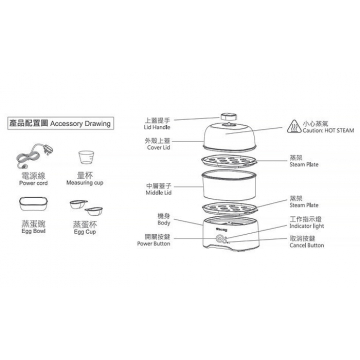 產品配置圖 Accessory Drawing
電源線
Power cord
量杯
Measuring cup
蒸蛋碗
Egg Bowl
蒸蛋杯
Egg Cup
上蓋提手
Lid Handle
外殼上蓋
Cover Lid
中層蓋子
Middle Lid
機身
Body
開關按鍵
Power Button
小心蒸氣
Caution: HOT STEAM
蒸架
Steam Plate
蒸架
Steam Plate
工作指示燈
Indicator light
取消按鍵
Cancel Button